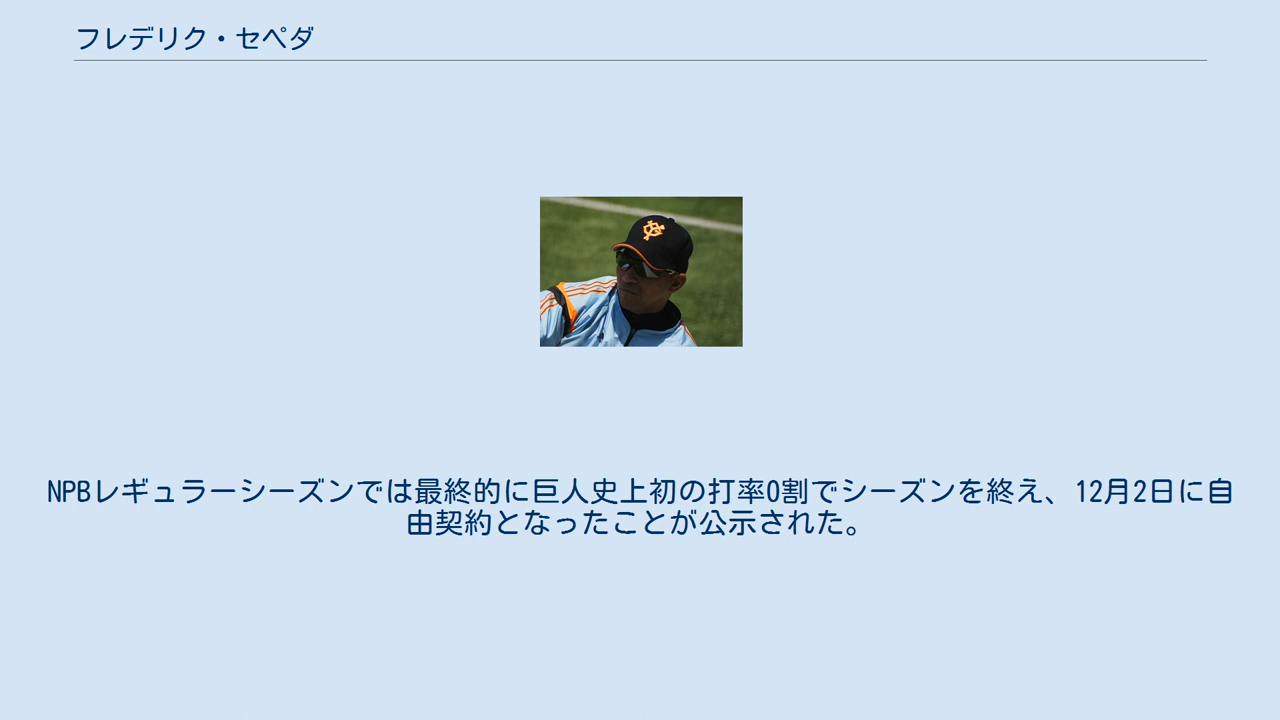 フレデリク・セペダ
NPBレギュラーシーズンでは最終的に巨人史上初の打率0割でシーズンを終え、12月2日に自
由契約となったことが公示された。